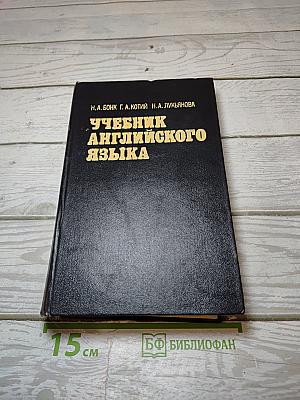 Н.А.БОНК Г.А.КОТИЙ Н.А.ЛУКЬЯНОВА
УЧЕБНИК
АНГЛИЙСКОГО
ЯЗЫКА
15 см
БФ БИБЛИОФАН